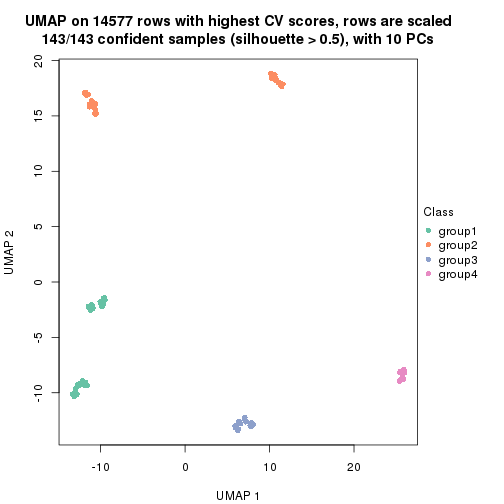 UMAP on 14577 rows with highest CV scores, rows are scaled
143/143 confident samples (silhouette > 0.5), with 10 PCs
20
15
10
5
0
-5
-10
UMAP 2
-10
0
10
20
UMAP 1
Class
group1
group2
group3
group4